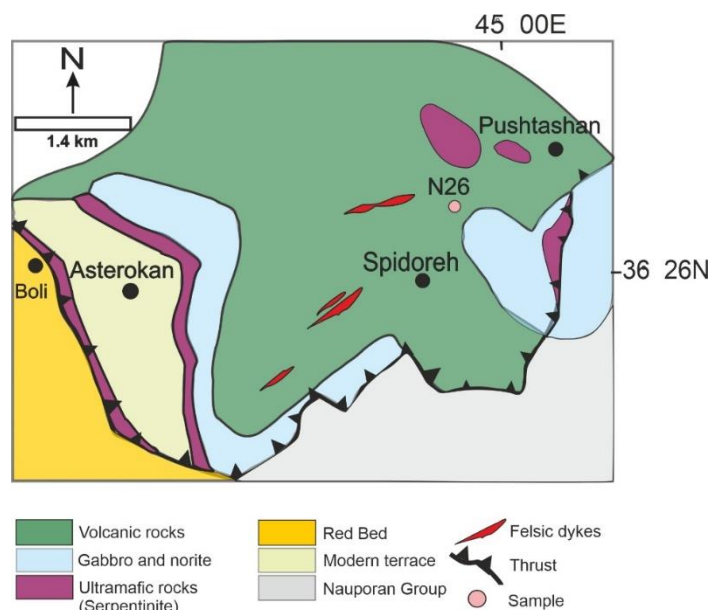 45 00E
N
1.4 km
Pushtashan
N26
Asterokan
Spidoreh
36 26N
Boli
Volcanic rocks
Gabbro and norite
Ultramafic rocks
(Serpentinite)
Red Bed
Modern terrace
Nauporan Group
Felsic dykes
Thrust
Sample